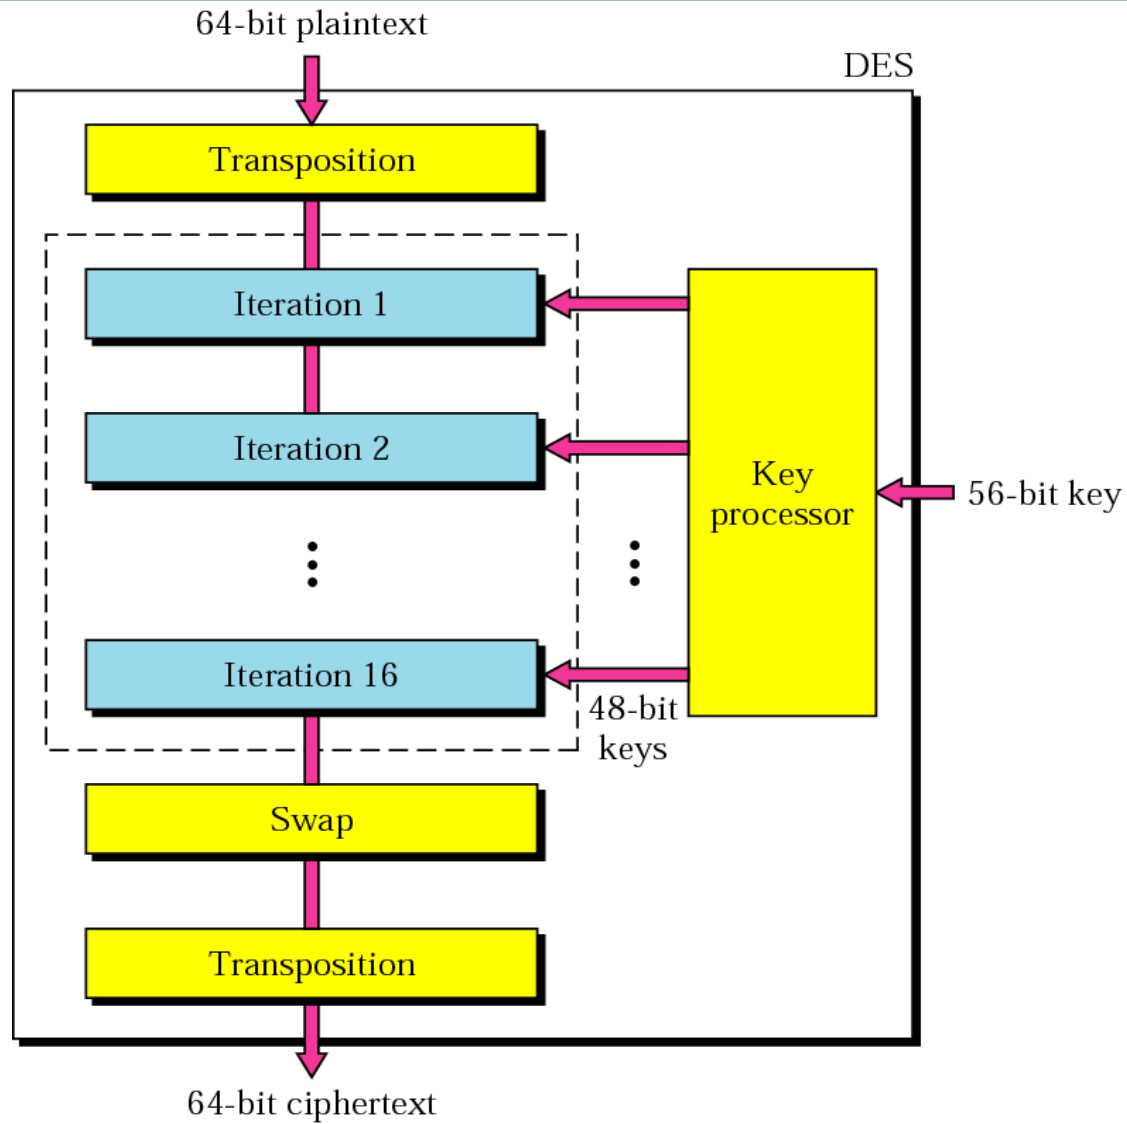 64-bit plaintext
DES
Transposition
Iteration 1
Iteration 2
Key
processor
56-bit key
Iteration 16
48-bit
keys
Swap
Transposition
64-bit ciphertext